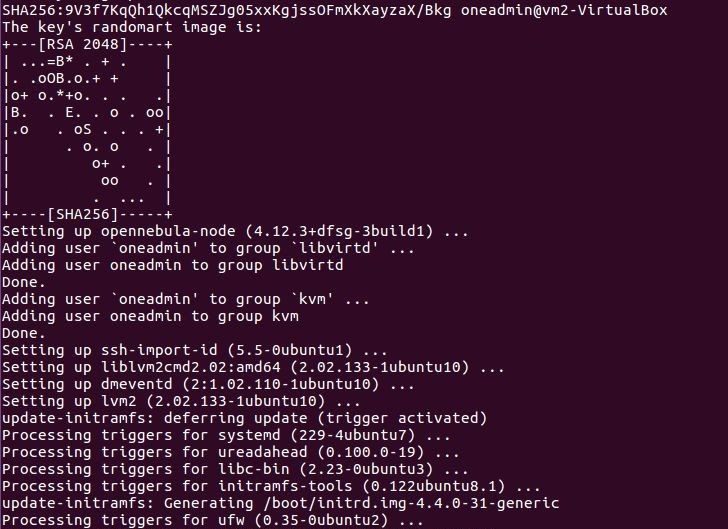 SHA256:9V3f7KqQh1QkcqMSZJg05xxKgjssOFmXkXayzaX/Bkg oneadmin@vm2-VirtualBox
The key's randomart image is:
+---[RSA 2048]----+
| ...=B* . + .    |
|. .oOB.o.+ +     |
|o+ o.*+o. . .   .|
|B.  . E. . o . oo|
|.o   . oS . . . +|
|      . o. o   . |
|         o+ .   .|
|          oo   . |
|         .  ...  |
+----[SHA256]-----+
Setting up opennebula-node (4.12.3+dfsg-3build1) ...
Adding user `oneadmin' to group `libvirtd' ...
Adding user oneadmin to group libvirtd
Done.
Adding user `oneadmin' to group `kvm' ...
Adding user oneadmin to group kvm
Done.
Setting up ssh-import-id (5.5-0ubuntu1) ...
Setting up liblvm2cmd2.02:amd64 (2.02.133-1ubuntu10) ...
Setting up dmeventd (2:1.02.110-1ubuntu10) ...
Setting up lvm2 (2.02.133-1ubuntu10) ...
update-initramfs: deferring update (trigger activated)
Processing triggers for systemd (229-4ubuntu7) ...
Processing triggers for ureadahead (0.100.0-19) ...
Processing triggers for libc-bin (2.23-0ubuntu3) ...
Processing triggers for initramfs-tools (0.122ubuntu8.1) ...
update-initramfs: Generating /boot/initrd.img-4.4.0-31-generic
Processing triggers for ufw (0.35-0ubuntu2) ...